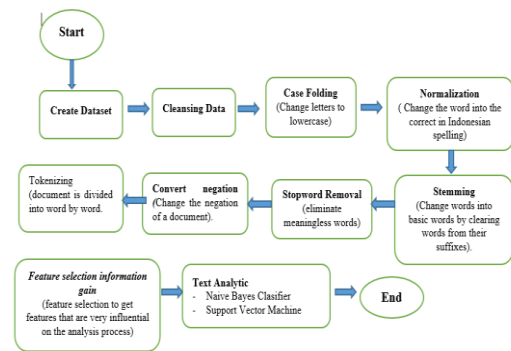 Start
Create Dataset
Cleansing Data
Case Folding
(Change letters to
lowercase)
Normalization
( Change the word into the
correct in Indonesian
spelling)
Stemming
(Change words into
basic words by clearing
words from their
suffixes).
Stopword Removal
(eliminate
meaningless words)
Convert negation
(Change the negation
of a document).
Tokenizing
(document is divided
into word by word.
Feature selection information
gain
(feature selection to get
features that are very influential
on the analysis process)
Text Analytic
- Naive Bayes Clasifier
- Support Vector Machine
End